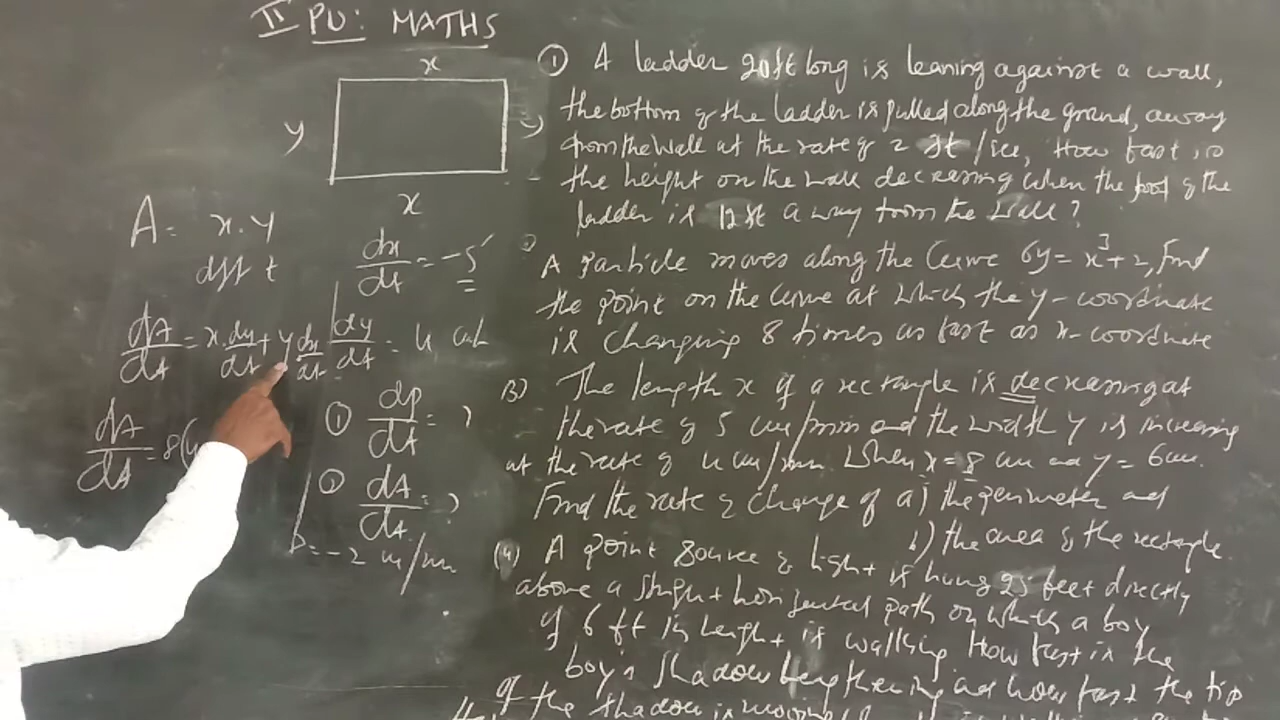 II PU: MATHS
x
y
y
x
A = x.y
diff t
dx/dt = -5
dA/dt = x.dy/dt + y dx/dt
dy/dt = 4 cm
① dp/dt = ?
dA/dt = 8(
② dA/dt = ?
P = -2 cm/min
① A ladder 20ft long is leaning against a wall,
the bottom of the ladder is pulled along the ground, away
from the wall at the rate of 2 ft/sec, How fast is
the height on the wall decreasing when the foot of the
ladder is 12 ft away from the wall?
A Particle moves along the Curve 6y = x³+2, Find
the point on the Curve at which the y-coordinate
is changing 8 times as fast as x-coordinate
3) The length x of a rectangle is decreasing at
the rate of 5 cm/min and the width y is increasing
at the rate of 4 cm/min. When x=8 cm and y=6cm.
Find the rate of change of a) the perimeter and
b) the area of the rectangle.
(4) A point Source of light is hung 25 feet directly
above a straight horizontal path on which a boy
of 6 ft in length is walking How fast is the
boy's shadow lengthening and how fast the tip
of the shadow is moving